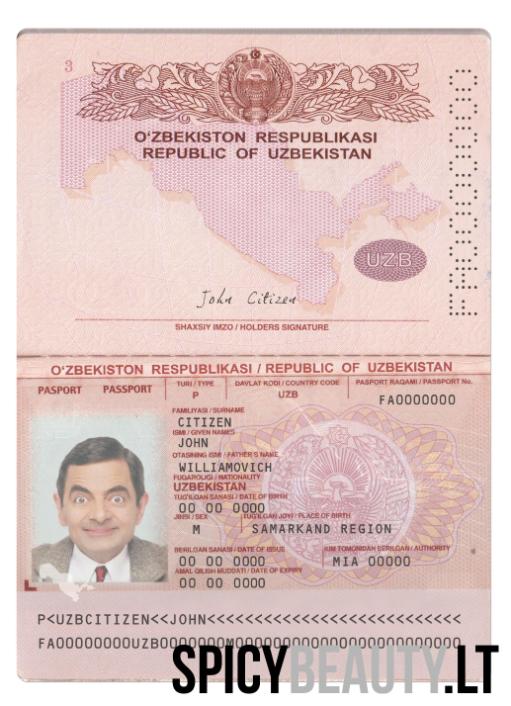 3
O‘ZBEKISTON RESPUBLIKASI
REPUBLIC OF UZBEKISTAN
UZB
FA0000000
John Citizen
SHAXSIY IMZO / HOLDERS SIGNATURE
O‘ZBEKISTON RESPUBLIKASI / REPUBLIC OF UZBEKISTAN
PASPORT PASSPORT TURI / TYPE DAVLAT KODI / COUNTRY CODE PASPORT RAQAMI / PASSPORT No.
P UZB FA0000000
FAMILIYASI / SURNAME
CITIZEN
ISMI / GIVEN NAMES
JOHN
OTASINING ISMI / FATHER'S NAME
WILLIAMOVICH
FUQAROLIGI / NATIONALITY
UZBEKISTAN
TUG'ILGAN SANASI / DATE OF BIRTH
00 00 0000
JINSI / SEX TUG'ILGAN JOYI / PLACE OF BIRTH
M SAMARKAND REGION
BERILGAN SANASI / DATE OF ISSUE KIM TOMONIDAN BERILGAN / AUTHORITY
00 00 0000 MIA 00000
AMAL QILISH MUDDATI / DATE OF EXPIRY
00 00 0000
P<UZBCITIZEN<<JOHN<<<<<<<<<<<<<<<<<<<<<<<<<<
SPICYBEAUTY.LT